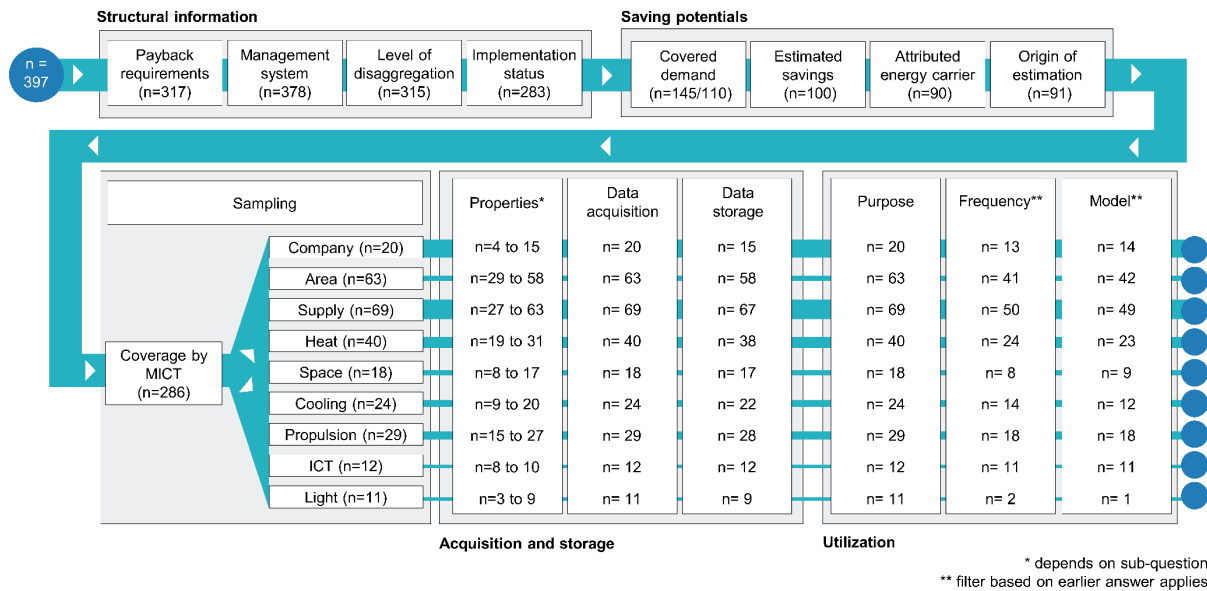 Structural information
Saving potentials
n =
397
Payback
requirements
(n=317)
Management
system
(n=378)
Level of
disaggregation
(n=315)
Implementation
status
(n=283)
Covered
demand
(n=145/110)
Estimated
savings
(n=100)
Attributed
energy carrier
(n=90)
Origin of
estimation
(n=91)
Sampling
Properties*
Data
acquisition
Data
storage
Purpose
Frequency**
Model**
Coverage by
MICT
(n=286)
Company (n=20)
n=4 to 15
n= 20
n= 15
n= 20
n= 13
n= 14
Area (n=63)
n=29 to 58
n= 63
n= 58
n= 63
n= 41
n= 42
Supply (n=69)
n=27 to 63
n= 69
n= 67
n= 69
n= 50
n= 49
Heat (n=40)
n=19 to 31
n= 40
n= 38
n= 40
n= 24
n= 23
Space (n=18)
n=8 to 17
n= 18
n= 17
n= 18
n= 8
n= 9
Cooling (n=24)
n=9 to 20
n= 24
n= 22
n= 24
n= 14
n= 12
Propulsion (n=29)
n=15 to 27
n= 29
n= 28
n= 29
n= 18
n= 18
ICT (n=12)
n=8 to 10
n= 12
n= 12
n= 12
n= 11
n= 11
Light (n=11)
n=3 to 9
n= 11
n= 9
n= 11
n= 2
n= 1
Acquisition and storage
Utilization
* depends on sub-question
** filter based on earlier answer applies